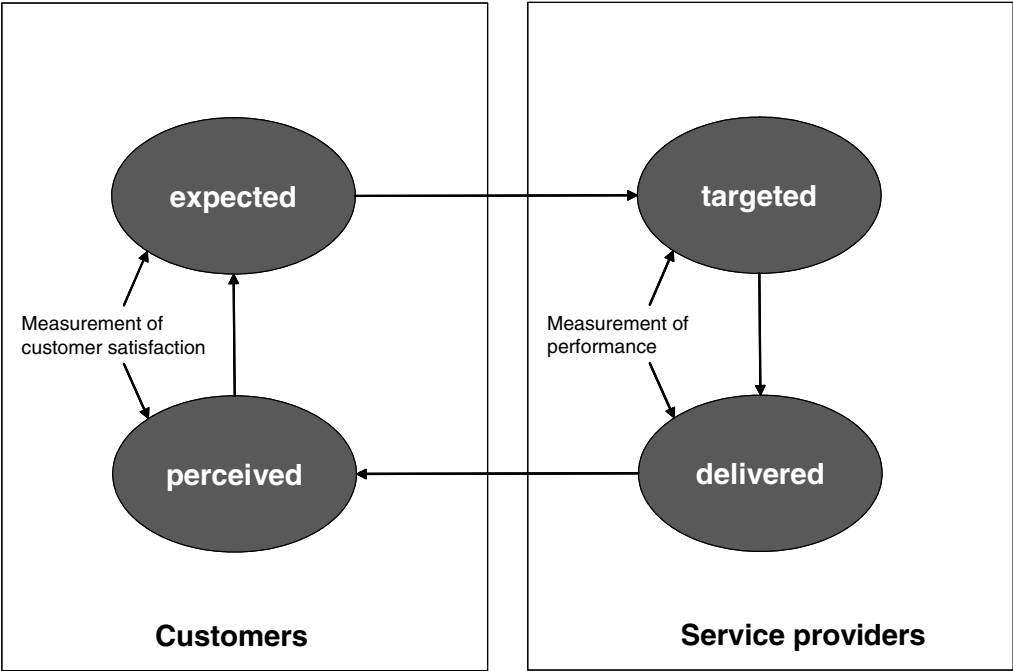 expected
targeted
Measurement of
customer satisfaction
Measurement of
performance
perceived
delivered
Customers
Service providers